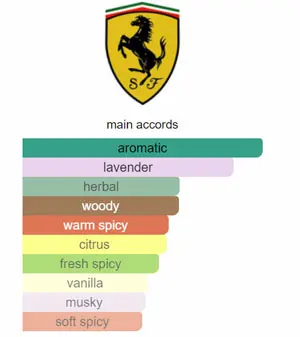 S F
main accords
aromatic
lavender
herbal
woody
warm spicy
citrus
fresh spicy
vanilla
musky
soft spicy